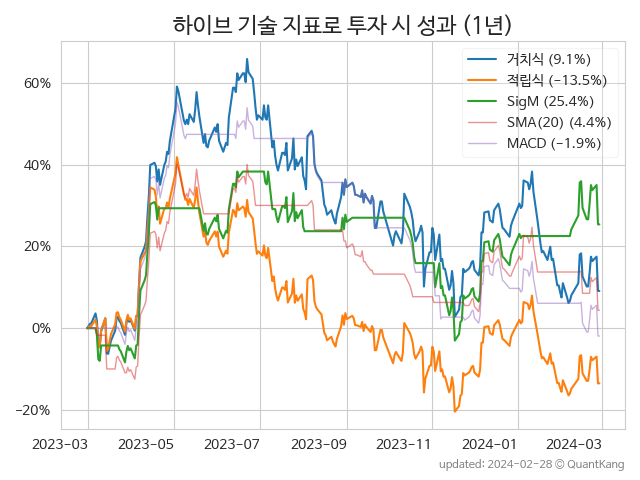 하이브 기술 지표로 투자 시 성과 (1년)
거치식 (9.1%)
적립식 (−13.5%)
SigM (25.4%)
SMA(20) (4.4%)
MACD (−1.9%)
60%
40%
20%
0%
−20%
2023−03 2023−05 2023−07 2023−09 2023−11 2024−01 2024−03
updated: 2024−02−28 ⓒ QuantKang